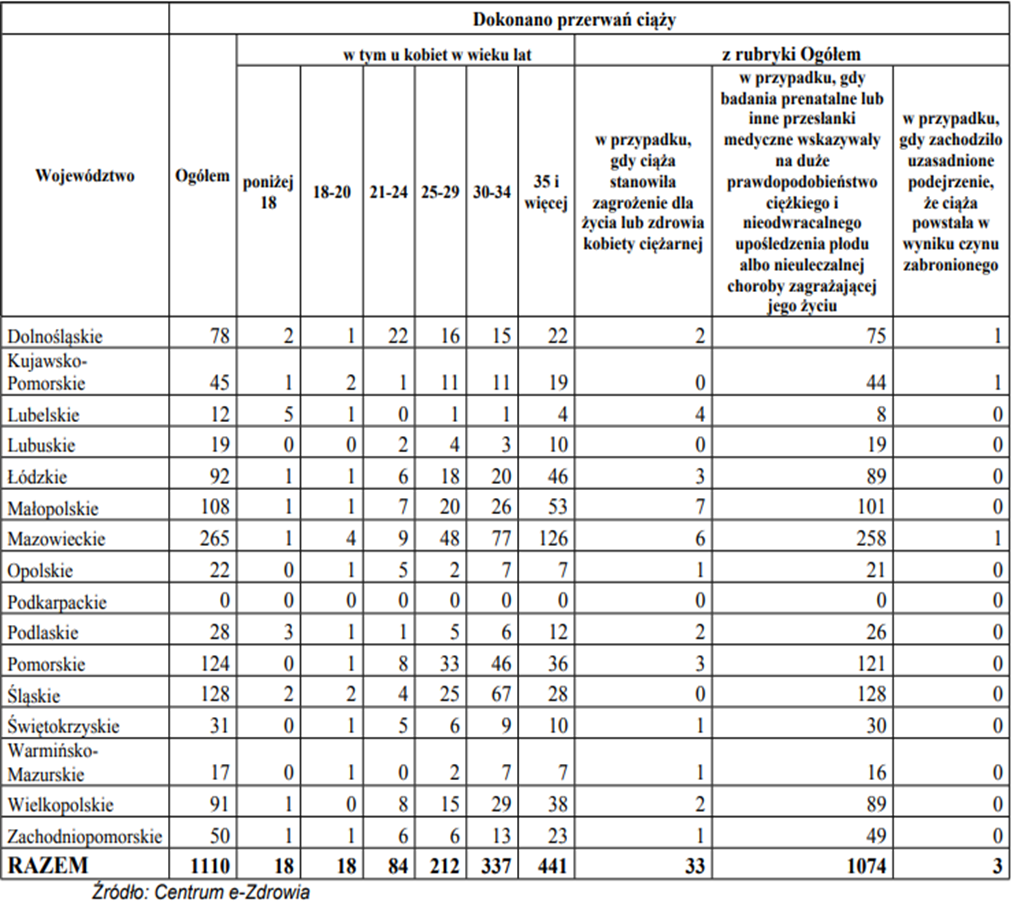 Dokonano przerwań ciąży
w tym u kobiet w wieku lat
z rubryki Ogółem
Województwo
Ogółem
poniżej
18
18-20
21-24
25-29
30-34
35 i
więcej
w przypadku,
gdy ciąża
stanowiła
zagrożenie dla
życia lub zdrowia
kobiety ciężarnej
w przypadku, gdy
badania prenatalne lub
inne przesłanki
medyczne wskazywały
na duże
prawdopodobieństwo
ciężkiego i
nieodwracalnego
upośledzenia płodu
albo nieuleczalnej
choroby zagrażającej
jego życiu
w przypadku,
gdy zachodziło
uzasadnione
podejrzenie,
że ciąża
powstała w
wyniku czynu
zabronionego
Dolnośląskie 78 2 1 22 16 15 22 2 75 1
Kujawsko-
Pomorskie 45 1 2 1 11 11 19 0 44 1
Lubelskie 12 5 1 0 1 1 4 4 8 0
Lubuskie 19 0 0 2 4 3 10 0 19 0
Łódzkie 92 1 1 6 18 20 46 3 89 0
Małopolskie 108 1 1 7 20 26 53 7 101 0
Mazowieckie 265 1 4 9 48 77 126 6 258 1
Opolskie 22 0 1 5 2 7 7 1 21 0
Podkarpackie 0 0 0 0 0 0 0 0 0 0
Podlaskie 28 3 1 1 5 6 12 2 26 0
Pomorskie 124 0 1 8 33 46 36 3 121 0
Śląskie 128 2 2 4 25 67 28 0 128 0
Świętokrzyskie 31 0 1 5 6 9 10 1 30 0
Warmińsko-
Mazurskie 17 0 1 0 2 7 7 1 16 0
Wielkopolskie 91 1 0 8 15 29 38 2 89 0
Zachodniopomorskie 50 1 1 6 6 13 23 1 49 0
RAZEM 1110 18 18 84 212 337 441 33 1074 3
Źródło: Centrum e-Zdrowia